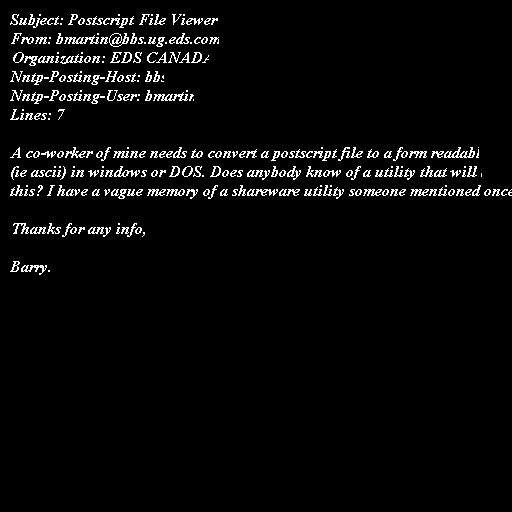 Subject: Postscript File Viewer
From: bmartin@bbs.ug.eds.com
Organization: EDS CANADA
Nntp-Posting-Host: bbs
Nntp-Posting-User: bmartin
Lines: 7

A co-worker of mine needs to convert a postscript file to a form
(ie ascii) in windows or DOS. Does anybody know of a utility that will
this? I have a vague memory of a shareware utility someone mentioned once

Thanks for any info,

Barry.